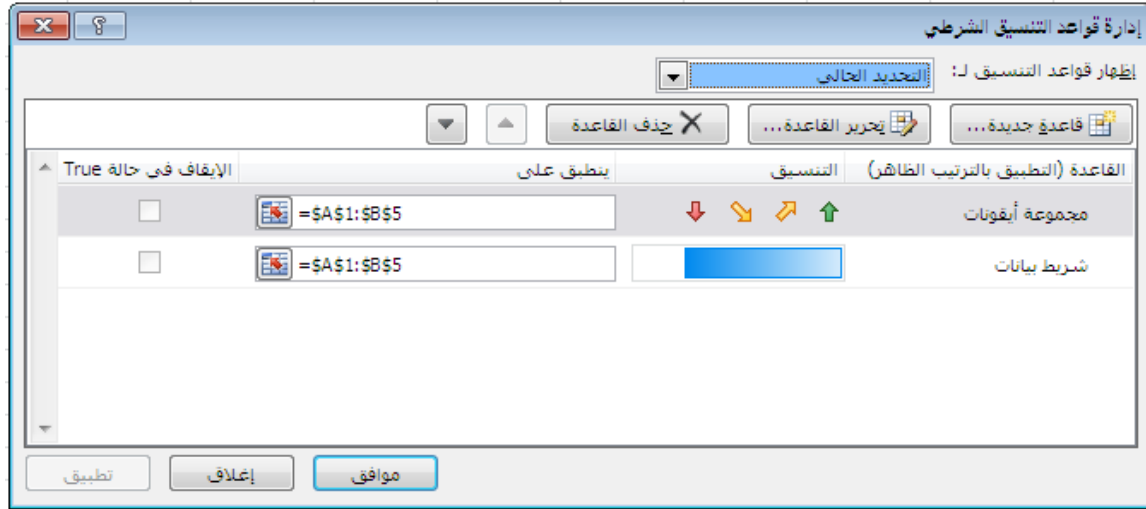 إدارة قواعد التنسيق الشرطي
إظهار قواعد التنسيق لـ: التحديد الحالي
قاعدة جديدة... تحرير القاعدة... حذف القاعدة
القاعدة (التطبيق بالترتيب الظاهر) التنسيق ينطبق على الإيقاف في حالة True
مجموعة أيقونات =$A$1:$B$5
شريط بيانات =$A$1:$B$5
موافق إغلاق تطبيق